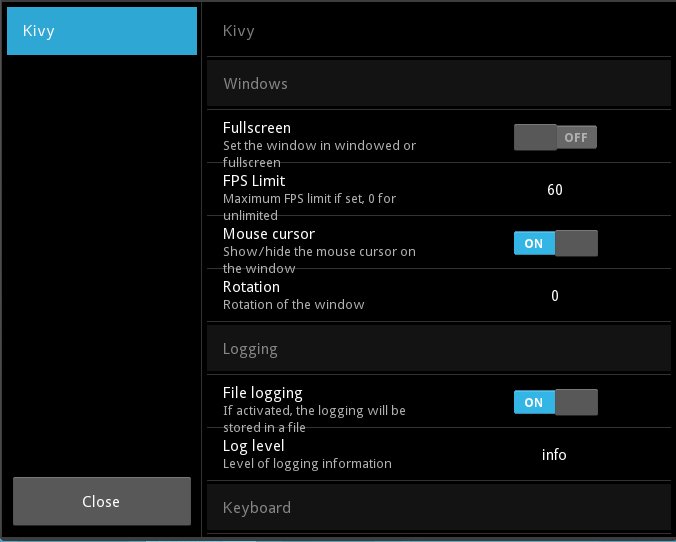 Kivy
Kivy
Windows
Fullscreen
Set the window in windowed or
fullscreen
OFF
FPS Limit
Maximum FPS limit if set, 0 for
unlimited
60
Mouse cursor
Show/hide the mouse cursor on
the window
ON
Rotation
Rotation of the window
0
Logging
File logging
If activated, the logging will be
stored in a file
ON
Log level
Level of logging information
info
Keyboard
Close